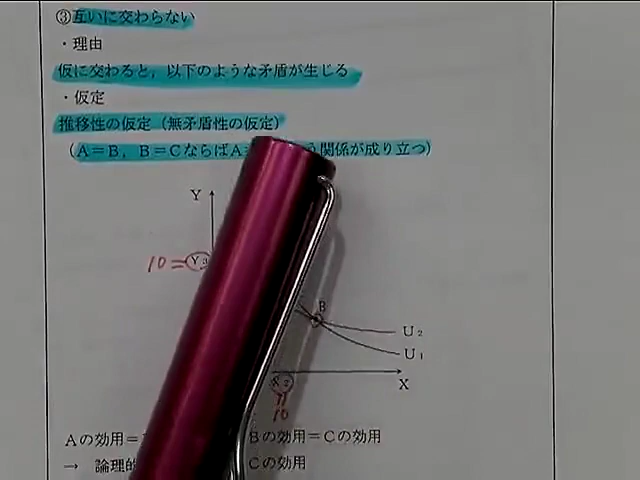 ③互いに交わらない
・理由
仮に交わると，以下のような矛盾が生じる
・仮定
推移性の仮定（無矛盾性の仮定）
（A＝B，B＝CならばA 関係が成り立つ）
Y
10＝
B
U₂
U₁
X 2
X
10
Aの効用＝ Bの効用＝Cの効用
→ 論理的 Cの効用